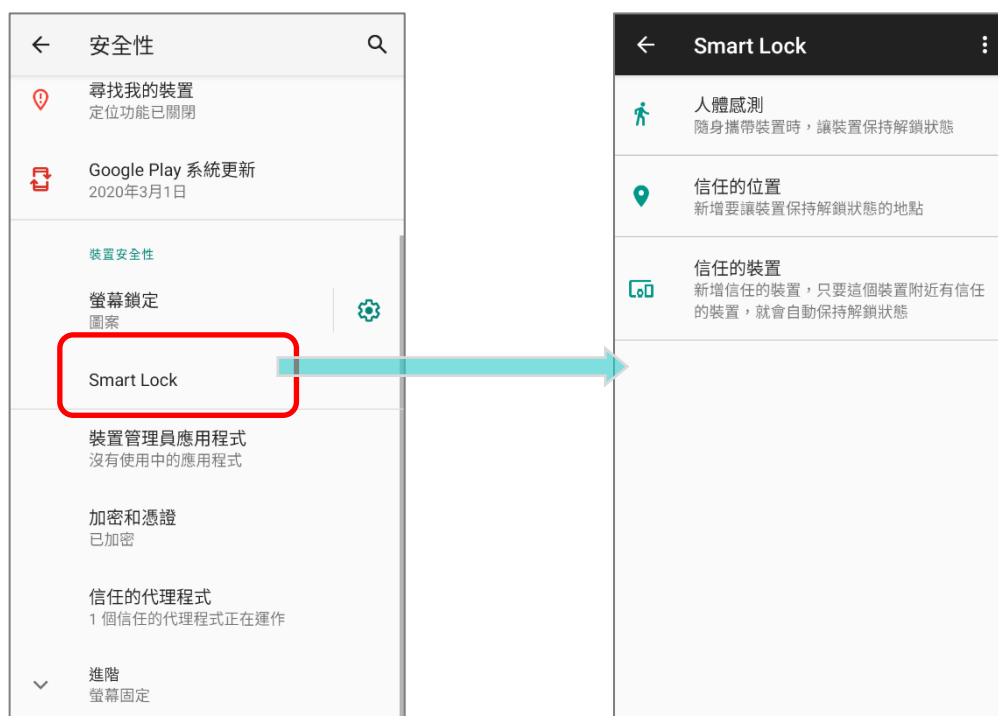 安全性
尋找我的裝置
定位功能已關閉
Google Play 系統更新
2020年3月1日
裝置安全性
螢幕鎖定
圖案
Smart Lock
裝置管理員應用程式
沒有使用中的應用程式
加密和憑證
已加密
信任的代理程式
1 個信任的代理程式正在運作
進階
螢幕固定
Smart Lock
人體感測
隨身攜帶裝置時，讓裝置保持解鎖狀態
信任的位置
新增要讓裝置保持解鎖狀態的地點
信任的裝置
新增信任的裝置，只要這個裝置附近有信任
的裝置，就會自動保持解鎖狀態